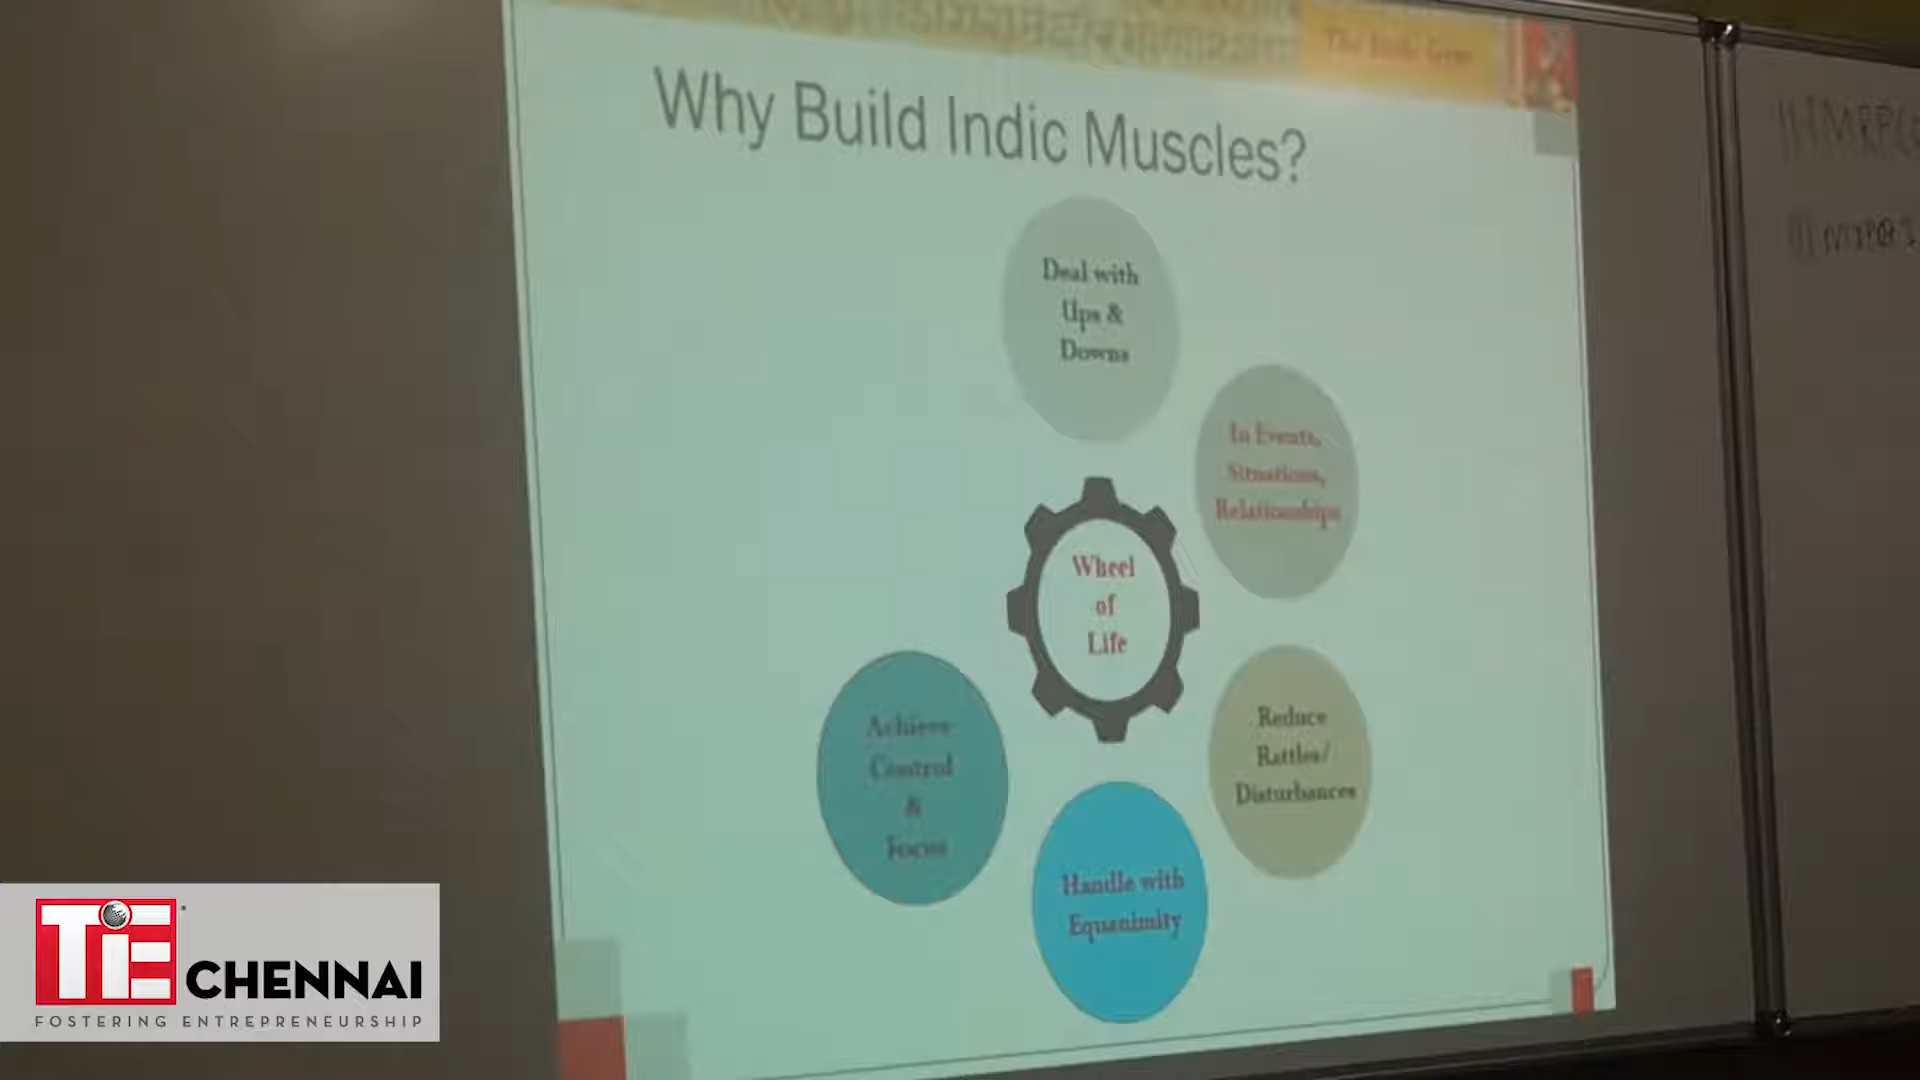 Why Build Indic Muscles?
Deal with
Ups &
Downs
In Events,
Situations,
Relationships
Wheel
of
Life
Reduce
Rattles/
Disturbances
Handle with
Equanimity
Achieve
Control
&
Focus
TiE CHENNAI
FOSTERING ENTREPRENEURSHIP